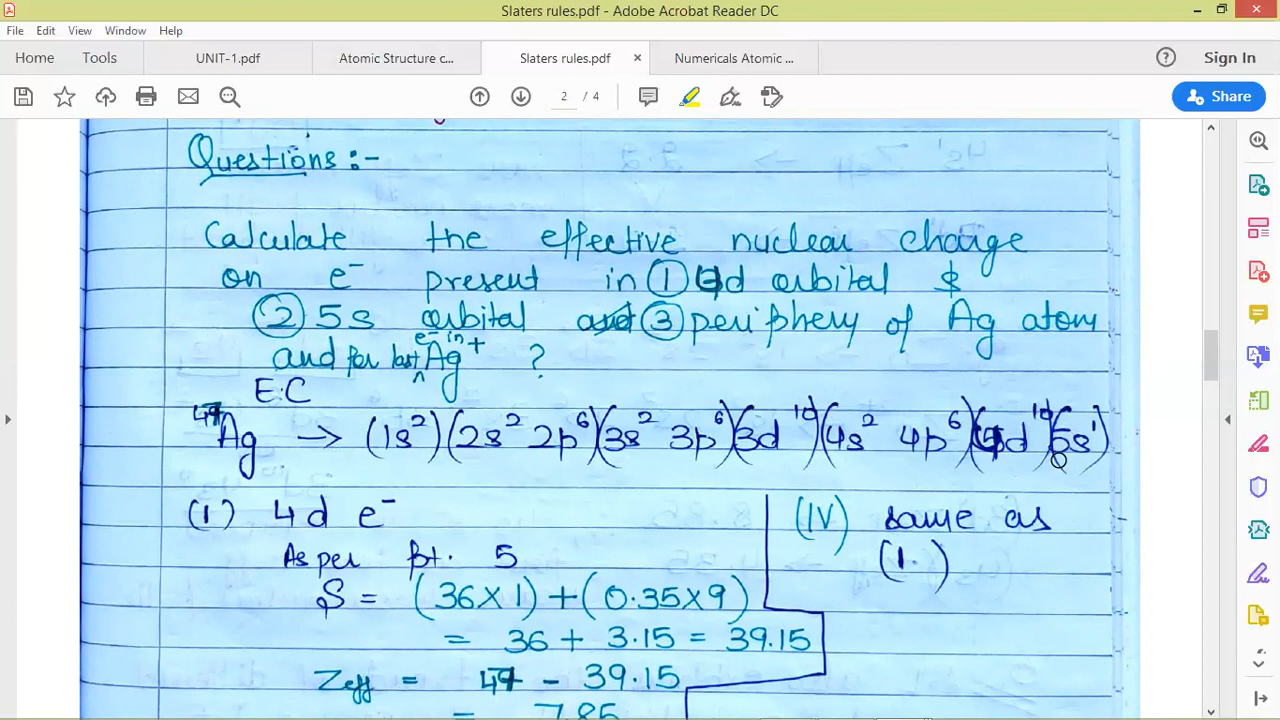 Slaters rules.pdf - Adobe Acrobat Reader DC
File Edit View Window Help
Home Tools UNIT-1.pdf Atomic Structure c... Slaters rules.pdf × Numericals Atomic ... Sign In
2 / 4 Share
Questions :-
Calculate the effective nuclear charge
on e⁻ present in ① 4d orbital &
② 5s orbital ③ periphery of Ag atom
and for last e⁻ in Ag⁺ ?
E.C
47Ag → (1s²)(2s² 2p⁶)(3s² 3p⁶)(3d¹⁰)(4s² 4p⁶)(4d¹⁰)(5s¹)
(1) 4d e⁻
(IV) same as
As per pt. 5
(1.)
S = (36×1) + (0.35×9)
= 36 + 3.15 = 39.15
Zeff = 47 - 39.15
= 7.85